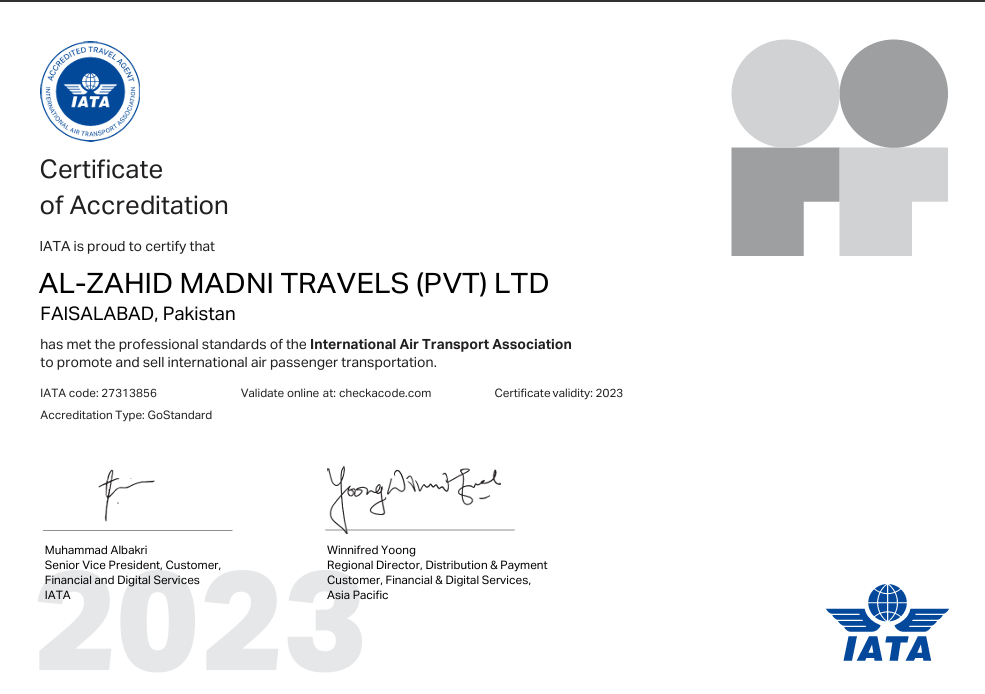 ACCREDITED TRAVEL AGENT
IATA
INTERNATIONAL AIR TRANSPORT ASSOCIATION
Certificate
of Accreditation
IATA is proud to certify that
AL-ZAHID MADNI TRAVELS (PVT) LTD
FAISALABAD, Pakistan
has met the professional standards of the International Air Transport Association
to promote and sell international air passenger transportation.
IATA code: 27313856 Validate online at: checkacode.com Certificate validity: 2023
Accreditation Type: GoStandard
Yoong Winnifred
Muhammad Albakri
Senior Vice President, Customer,
Financial and Digital Services
IATA
Winnifred Yoong
Regional Director, Distribution & Payment
Customer, Financial & Digital Services,
Asia Pacific
2023
IATA